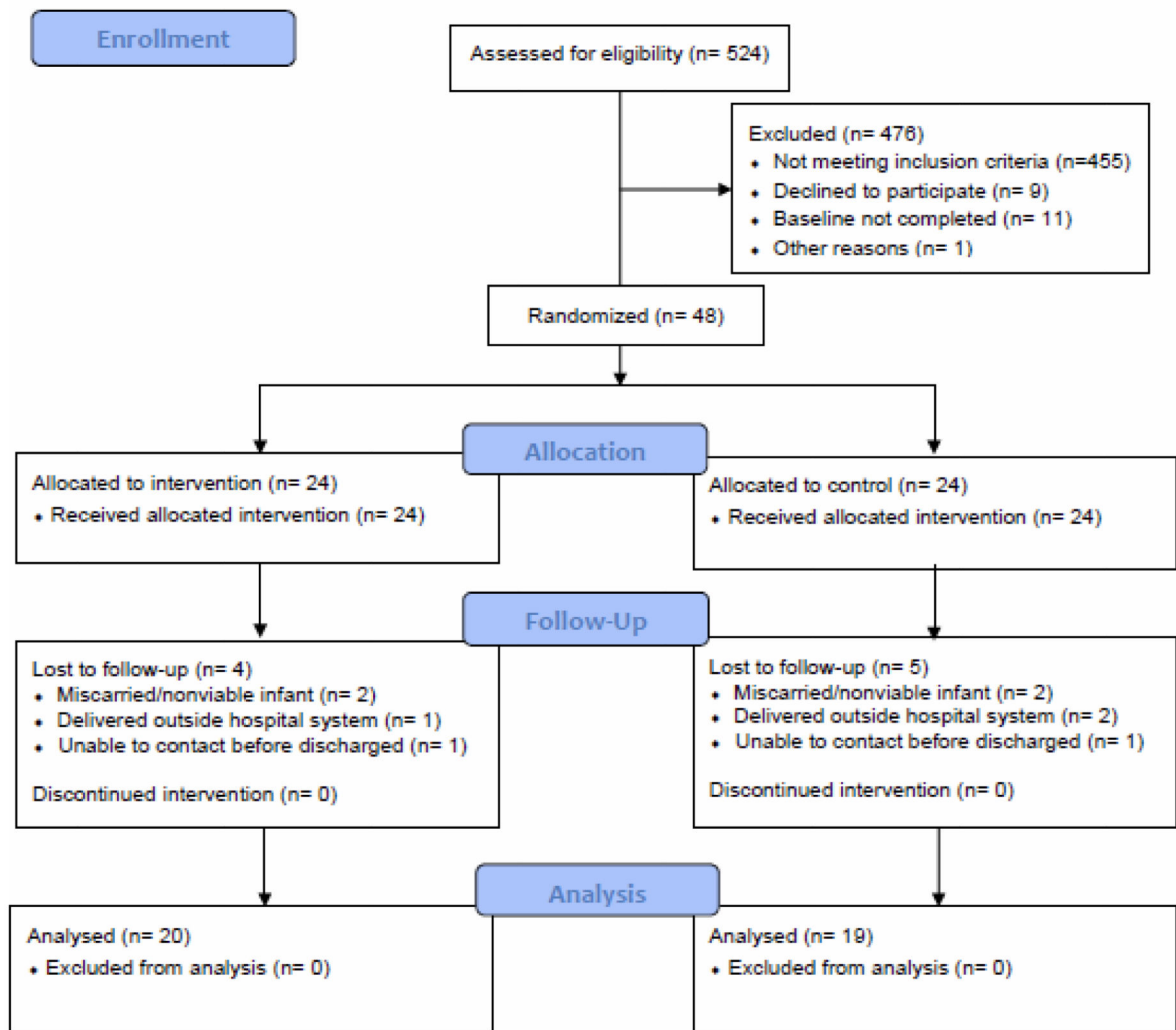 Enrollment
Assessed for eligibility (n= 524)
Excluded (n= 476)
• Not meeting inclusion criteria (n=455)
• Declined to participate (n= 9)
• Baseline not completed (n= 11)
• Other reasons (n= 1)
Randomized (n= 48)
Allocation
Allocated to intervention (n= 24)
• Received allocated intervention (n= 24)
Allocated to control (n= 24)
• Received allocated intervention (n= 24)
Follow-Up
Lost to follow-up (n= 4)
• Miscarried/nonviable infant (n= 2)
• Delivered outside hospital system (n= 1)
• Unable to contact before discharged (n= 1)
Discontinued intervention (n= 0)
Lost to follow-up (n= 5)
• Miscarried/nonviable infant (n= 2)
• Delivered outside hospital system (n= 2)
• Unable to contact before discharged (n= 1)
Discontinued intervention (n= 0)
Analysis
Analysed (n= 20)
• Excluded from analysis (n= 0)
Analysed (n= 19)
• Excluded from analysis (n= 0)